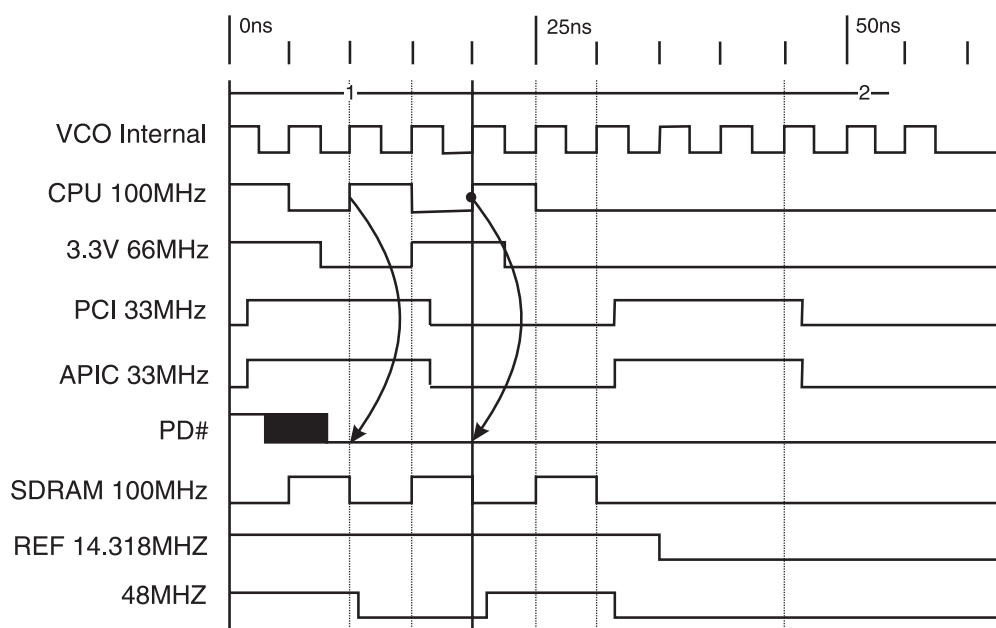 0ns 25ns 50ns
1 2
VCO Internal
CPU 100MHz
3.3V 66MHz
PCI 33MHz
APIC 33MHz
PD#
SDRAM 100MHz
REF 14.318MHZ
48MHZ